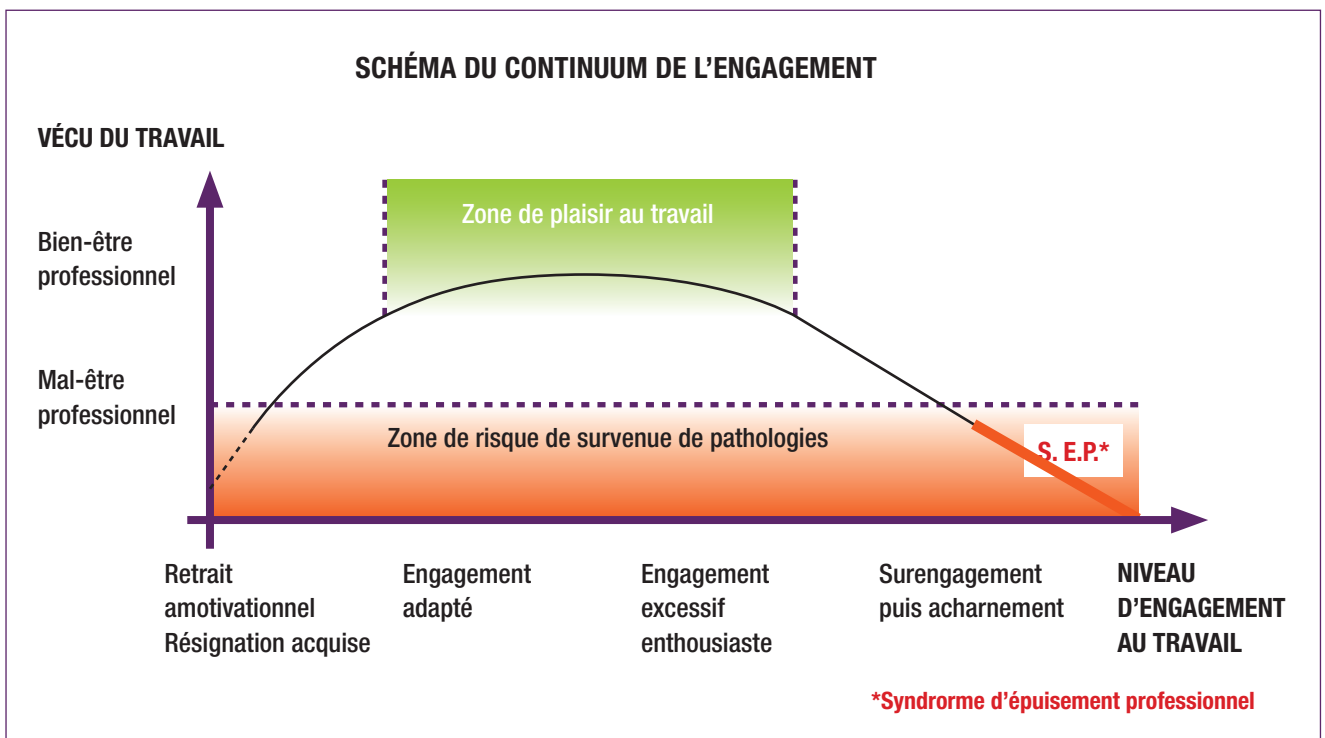 SCHÉMA DU CONTINUUM DE L'ENGAGEMENT
VÉCU DU TRAVAIL
Zone de plaisir au travail
Bien-être
professionnel
Mal-être
professionnel
Zone de risque de survenue de pathologies
S. E.P.*
Retrait
amotivationnel
Résignation acquise
Engagement
adapté
Engagement
excessif
enthousiaste
Surengagement
puis acharnement
NIVEAU
D'ENGAGEMENT
AU TRAVAIL
*Syndrorme d'épuisement professionnel